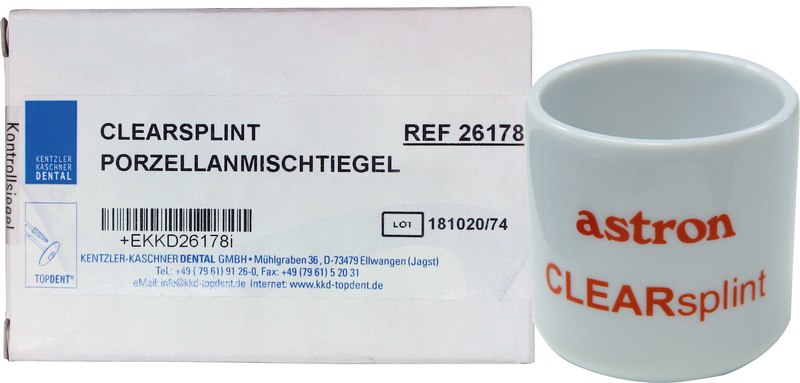 Kontrollsiegel
KENTZLER
KASCHNER
DENTAL
TOPDENT®
CLEARSPLINT
REF 26178
PORZELLANMISCHTIEGEL
+EKKD26178i
LOT 181020/74
KENTZLER-KASCHNER DENTAL GMBH • Mühlgraben 36 , D-73479 Ellwangen (Jagst)
Tel.: +49 ( 79 61) 91 26-0, Fax: +49 (79 61) 5 20 31
eMail: info@kkd-topdent.de internet: www.kkd-topdent.de
astron
CLEARsplint